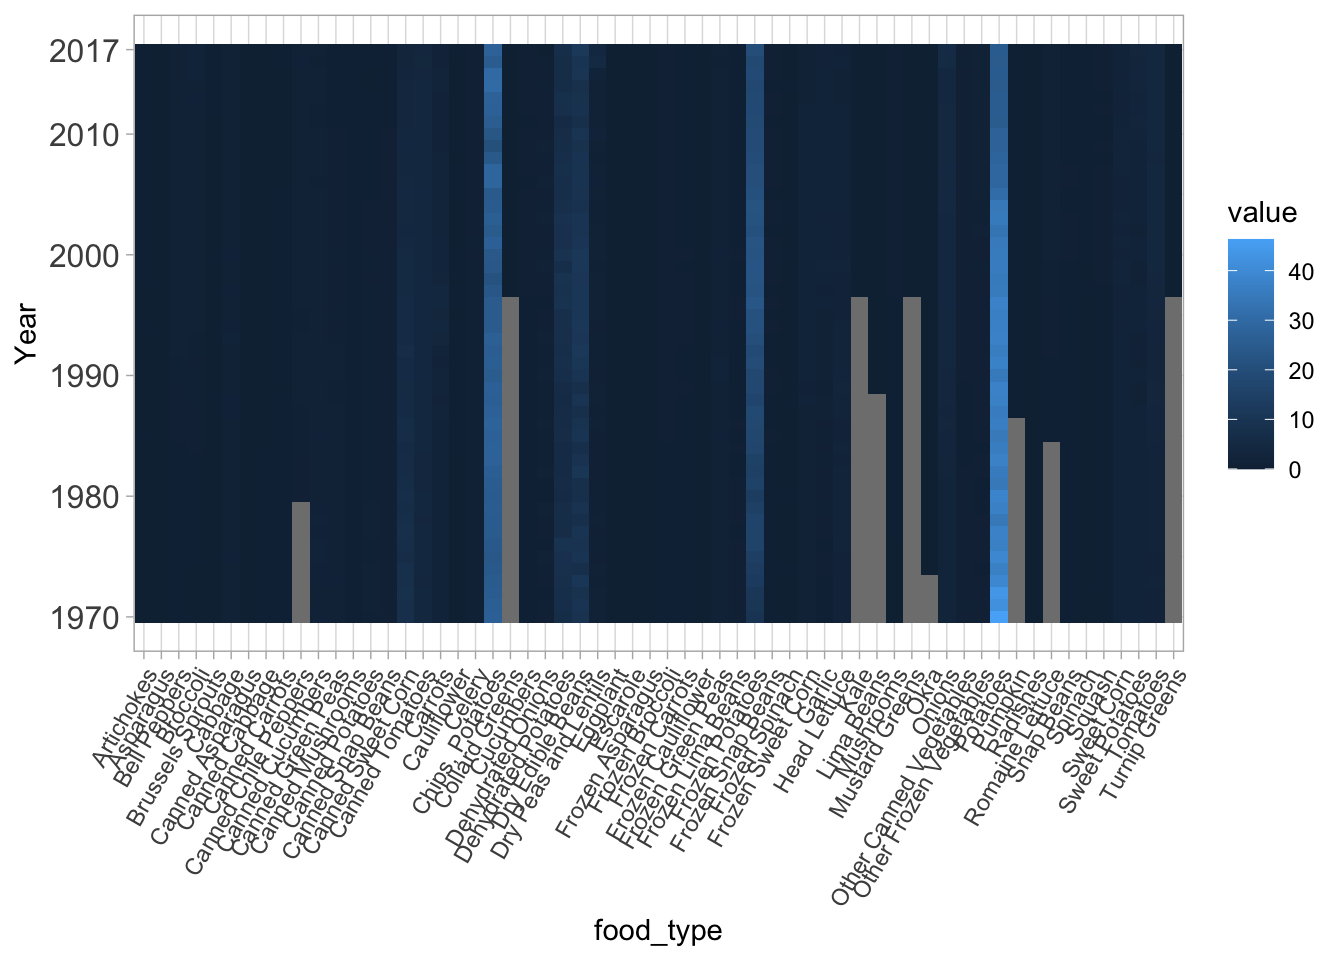 2017
2010
2000
1990
1980
1970
Year
Artichokes
Asparagus
Bell Peppers
Broccoli
Brussels Sprouts
Cabbage
Canned Asparagus
Canned Cabbage
Canned Carrots
Canned Chile Peppers
Canned Cucumbers
Canned Green Peas
Canned Mushrooms
Canned Potatoes
Canned Snap Beans
Canned Sweet Corn
Canned Tomatoes
Carrots
Cauliflower
Celery
Chips Potatoes
Collard Greens
Cucumbers
Dehydrated Onions
Dehydrated Potatoes
Dry Edible Beans
Dry Peas and Lentils
Eggplant
Escarole
Frozen Asparagus
Frozen Broccoli
Frozen Carrots
Frozen Cauliflower
Frozen Green Peas
Frozen Lima Beans
Frozen Potatoes
Frozen Snap Beans
Frozen Spinach
Frozen Sweet Corn
Garlic
Head Lettuce
Kale
Lima Beans
Mushrooms
Mustard Greens
Okra
Onions
Other Canned Vegetables
Other Frozen Vegetables
Potatoes
Pumpkin
Radishes
Romaine Lettuce
Snap Beans
Spinach
Squash
Sweet Corn
Sweet Potatoes
Tomatoes
Turnip Greens
food_type
value
40
30
20
10
0